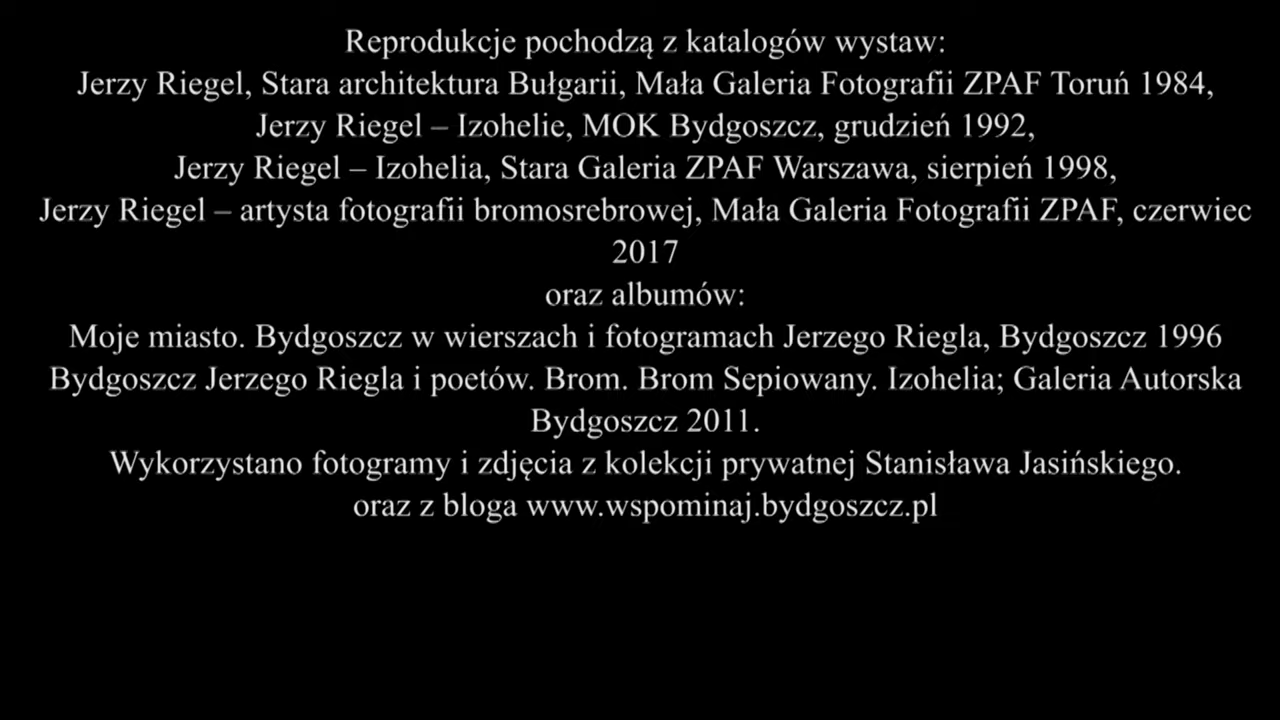 Reprodukcje pochodzą z katalogów wystaw:
Jerzy Riegel, Stara architektura Bułgarii, Mała Galeria Fotografii ZPAF Toruń 1984,
Jerzy Riegel – Izohelie, MOK Bydgoszcz, grudzień 1992,
Jerzy Riegel – Izohelia, Stara Galeria ZPAF Warszawa, sierpień 1998,
Jerzy Riegel – artysta fotografii bromosrebrowej, Mała Galeria Fotografii ZPAF, czerwiec
2017
oraz albumów:
Moje miasto. Bydgoszcz w wierszach i fotogramach Jerzego Riegla, Bydgoszcz 1996
Bydgoszcz Jerzego Riegla i poetów. Brom. Brom Sepiowany. Izohelia; Galeria Autorska
Bydgoszcz 2011.
Wykorzystano fotogramy i zdjęcia z kolekcji prywatnej Stanisława Jasińskiego.
oraz z bloga www.wspominaj.bydgoszcz.pl